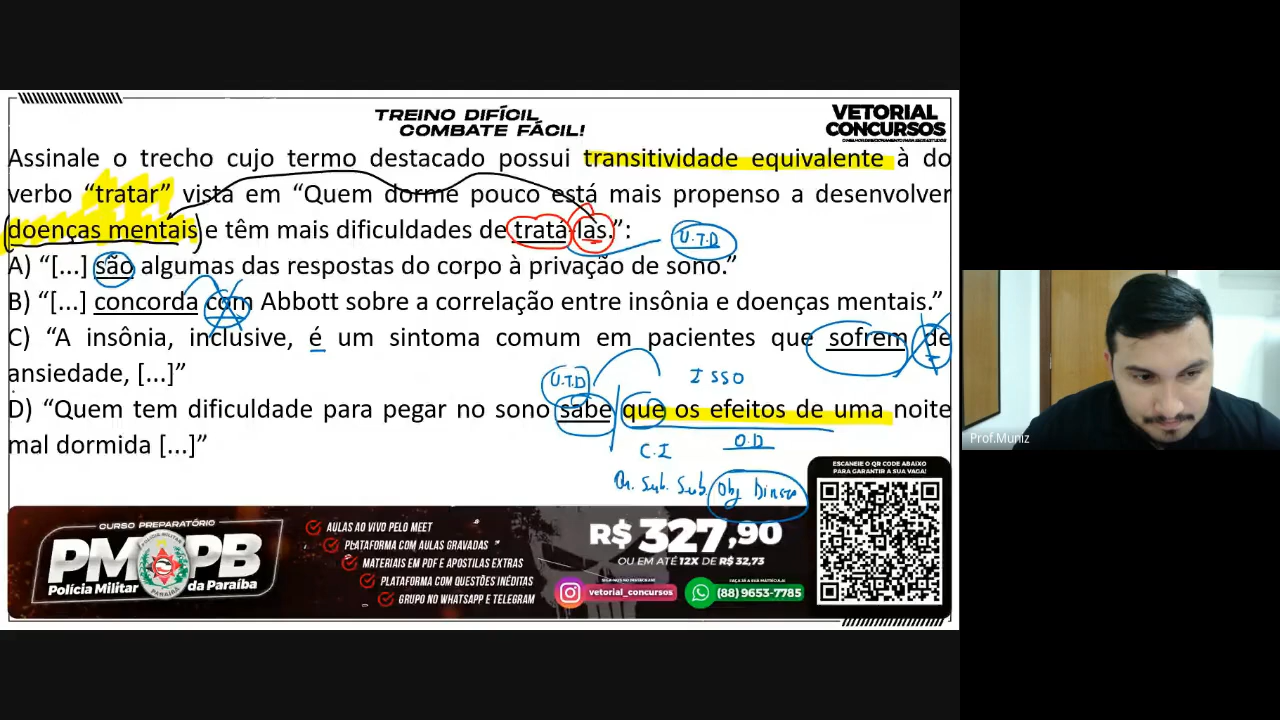 TREINO DIFÍCIL
COMBATE FÁCIL!
VETORIAL
CONCURSOS
Assinale o trecho cujo termo destacado possui transitividade equivalente à do
verbo “tratar” vista em “Quem dorme pouco está mais propenso a desenvolver
doenças mentais e têm mais dificuldades de tratá-las.”:
V.T.D
A) “[...] são algumas das respostas do corpo à privação de sono.”
B) “[...] concorda com Abbott sobre a correlação entre insônia e doenças mentais.”
C) “A insônia, inclusive, é um sintoma comum em pacientes que sofrem de
ansiedade, [...]”
V.T.D
ISSO
D) “Quem tem dificuldade para pegar no sono sabe que os efeitos de uma noite
mal dormida [...]”
C.I
O.D
Or. Sub. Sub. Obj Direto
Prof.Muniz
ESCANEIE O QR CODE ABAIXO
PARA GARANTIR A SUA VAGA!
CURSO PREPARATÓRIO
PM PB
Polícia Militar da Paraíba
AULAS AO VIVO PELO MEET
PLATAFORMA COM AULAS GRAVADAS
MATERIAIS EM PDF E APOSTILAS EXTRAS
PLATAFORMA COM QUESTÕES INÉDITAS
GRUPO NO WHATSAPP E TELEGRAM
R$ 327,90
OU EM ATÉ 12X DE R$ 32,73
vetorial_concursos
(88) 9653-7785